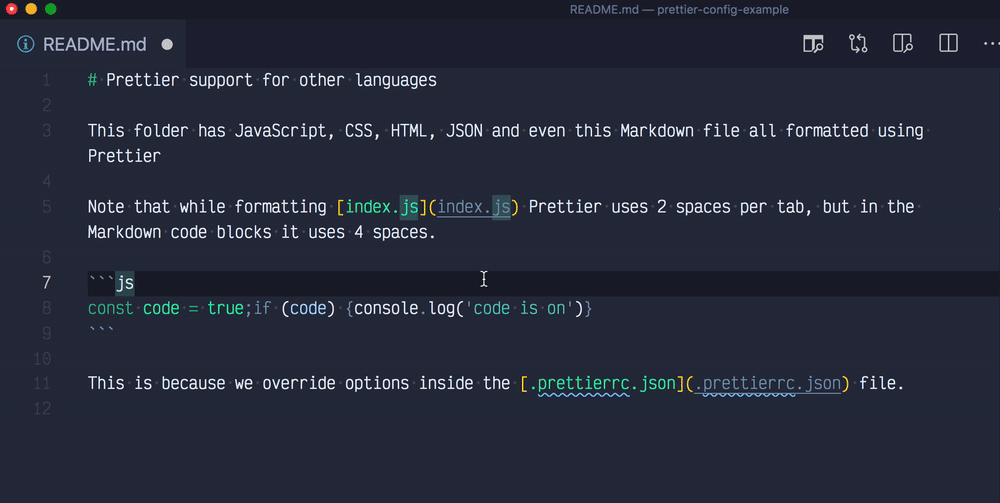 README.md — prettier-config-example
README.md
1 # Prettier support for other languages
2
3 This folder has JavaScript, CSS, HTML, JSON and even this Markdown file all formatted using
Prettier
4
5 Note that while formatting [index.js](index.js) Prettier uses 2 spaces per tab, but in the
Markdown code blocks it uses 4 spaces.
6
7 ```js
8 const code = true;if (code) {console.log('code is on')}
9 ```
10
11 This is because we override options inside the [.prettierrc.json](.prettierrc.json) file.
12